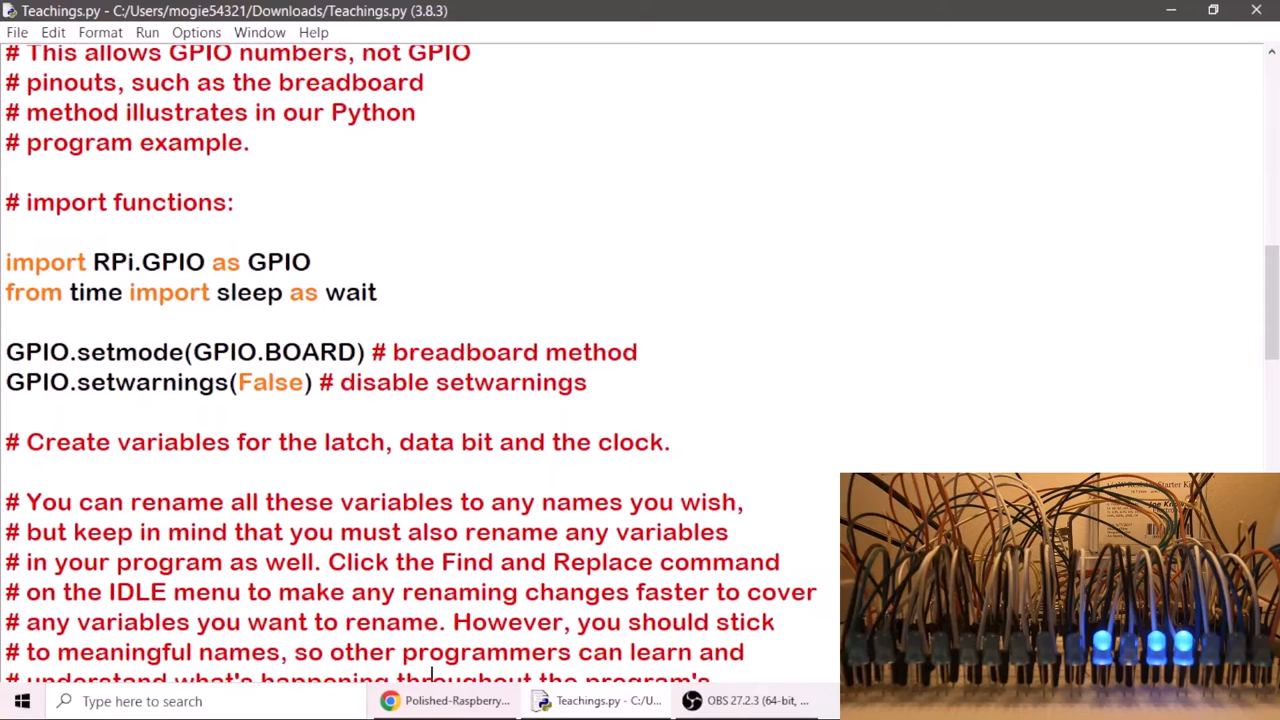 Teachings.py - C:/Users/mogie54321/Downloads/Teachings.py (3.8.3)
File Edit Format Run Options Window Help
# This allows GPIO numbers, not GPIO
# pinouts, such as the breadboard
# method illustrates in our Python
# program example.
# import functions:
import RPi.GPIO as GPIO
from time import sleep as wait
GPIO.setmode(GPIO.BOARD) # breadboard method
GPIO.setwarnings(False) # disable setwarnings
# Create variables for the latch, data bit and the clock.
# You can rename all these variables to any names you wish,
# but keep in mind that you must also rename any variables
# in your program as well. Click the Find and Replace command
# on the IDLE menu to make any renaming changes faster to cover
# any variables you want to rename. However, you should stick
# to meaningful names, so other programmers can learn and
# understand what's happening throughout the program's
Type here to search
Polished-Raspberry...
Teachings.py - C:/U...
OBS 27.2.3 (64-bit, ...